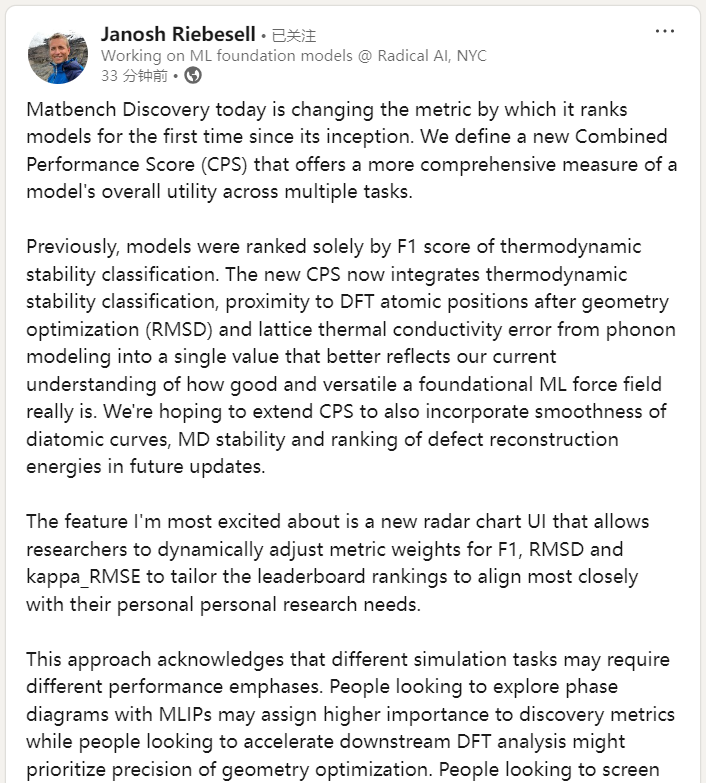 Janosh Riebesell • 已关注
Working on ML foundation models @ Radical AI, NYC
33 分钟前 •
Matbench Discovery today is changing the metric by which it ranks
models for the first time since its inception. We define a new Combined
Performance Score (CPS) that offers a more comprehensive measure of a
model's overall utility across multiple tasks.
Previously, models were ranked solely by F1 score of thermodynamic
stability classification. The new CPS now integrates thermodynamic
stability classification, proximity to DFT atomic positions after geometry
optimization (RMSD) and lattice thermal conductivity error from phonon
modeling into a single value that better reflects our current
understanding of how good and versatile a foundational ML force field
really is. We're hoping to extend CPS to also incorporate smoothness of
diatomic curves, MD stability and ranking of defect reconstruction
energies in future updates.
The feature I'm most excited about is a new radar chart UI that allows
researchers to dynamically adjust metric weights for F1, RMSD and
kappa_RMSE to tailor the leaderboard rankings to align most closely
with their personal personal research needs.
This approach acknowledges that different simulation tasks may require
different performance emphases. People looking to explore phase
diagrams with MLIPs may assign higher importance to discovery metrics
while people looking to accelerate downstream DFT analysis might
prioritize precision of geometry optimization. People looking to screen